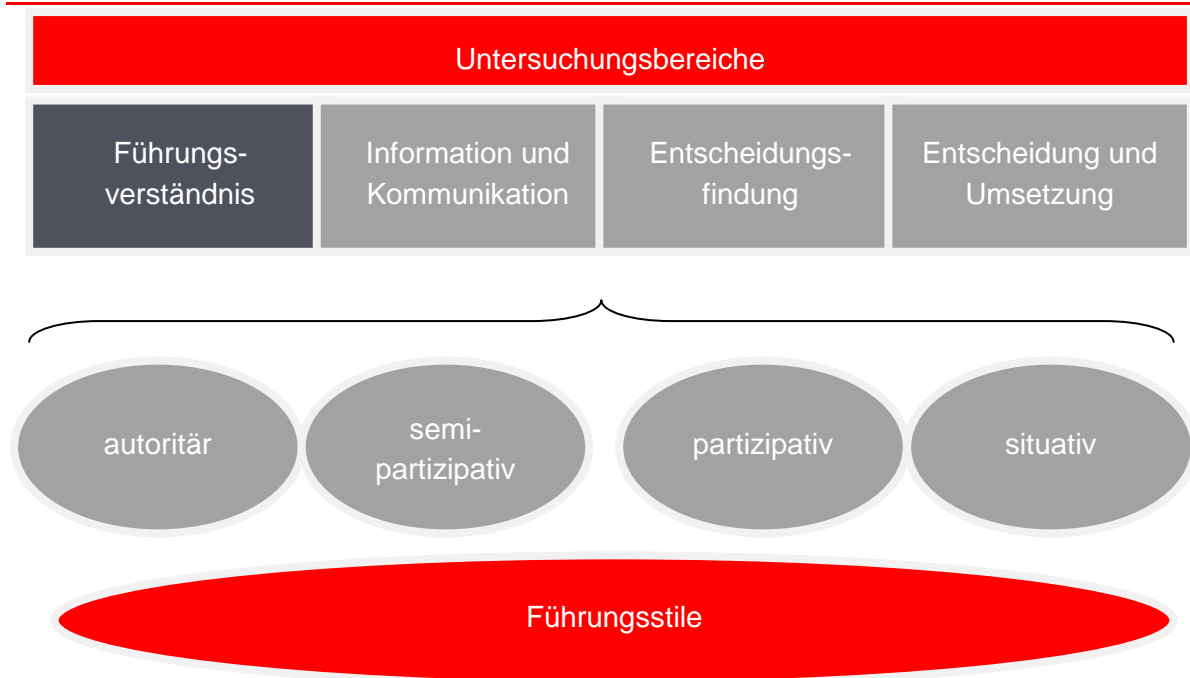 Untersuchungsbereiche
Führungs-
verständnis
Information und
Kommunikation
Entscheidungs-
findung
Entscheidung und
Umsetzung
autoritär
semi-
partizipativ
partizipativ
situativ
Führungsstile